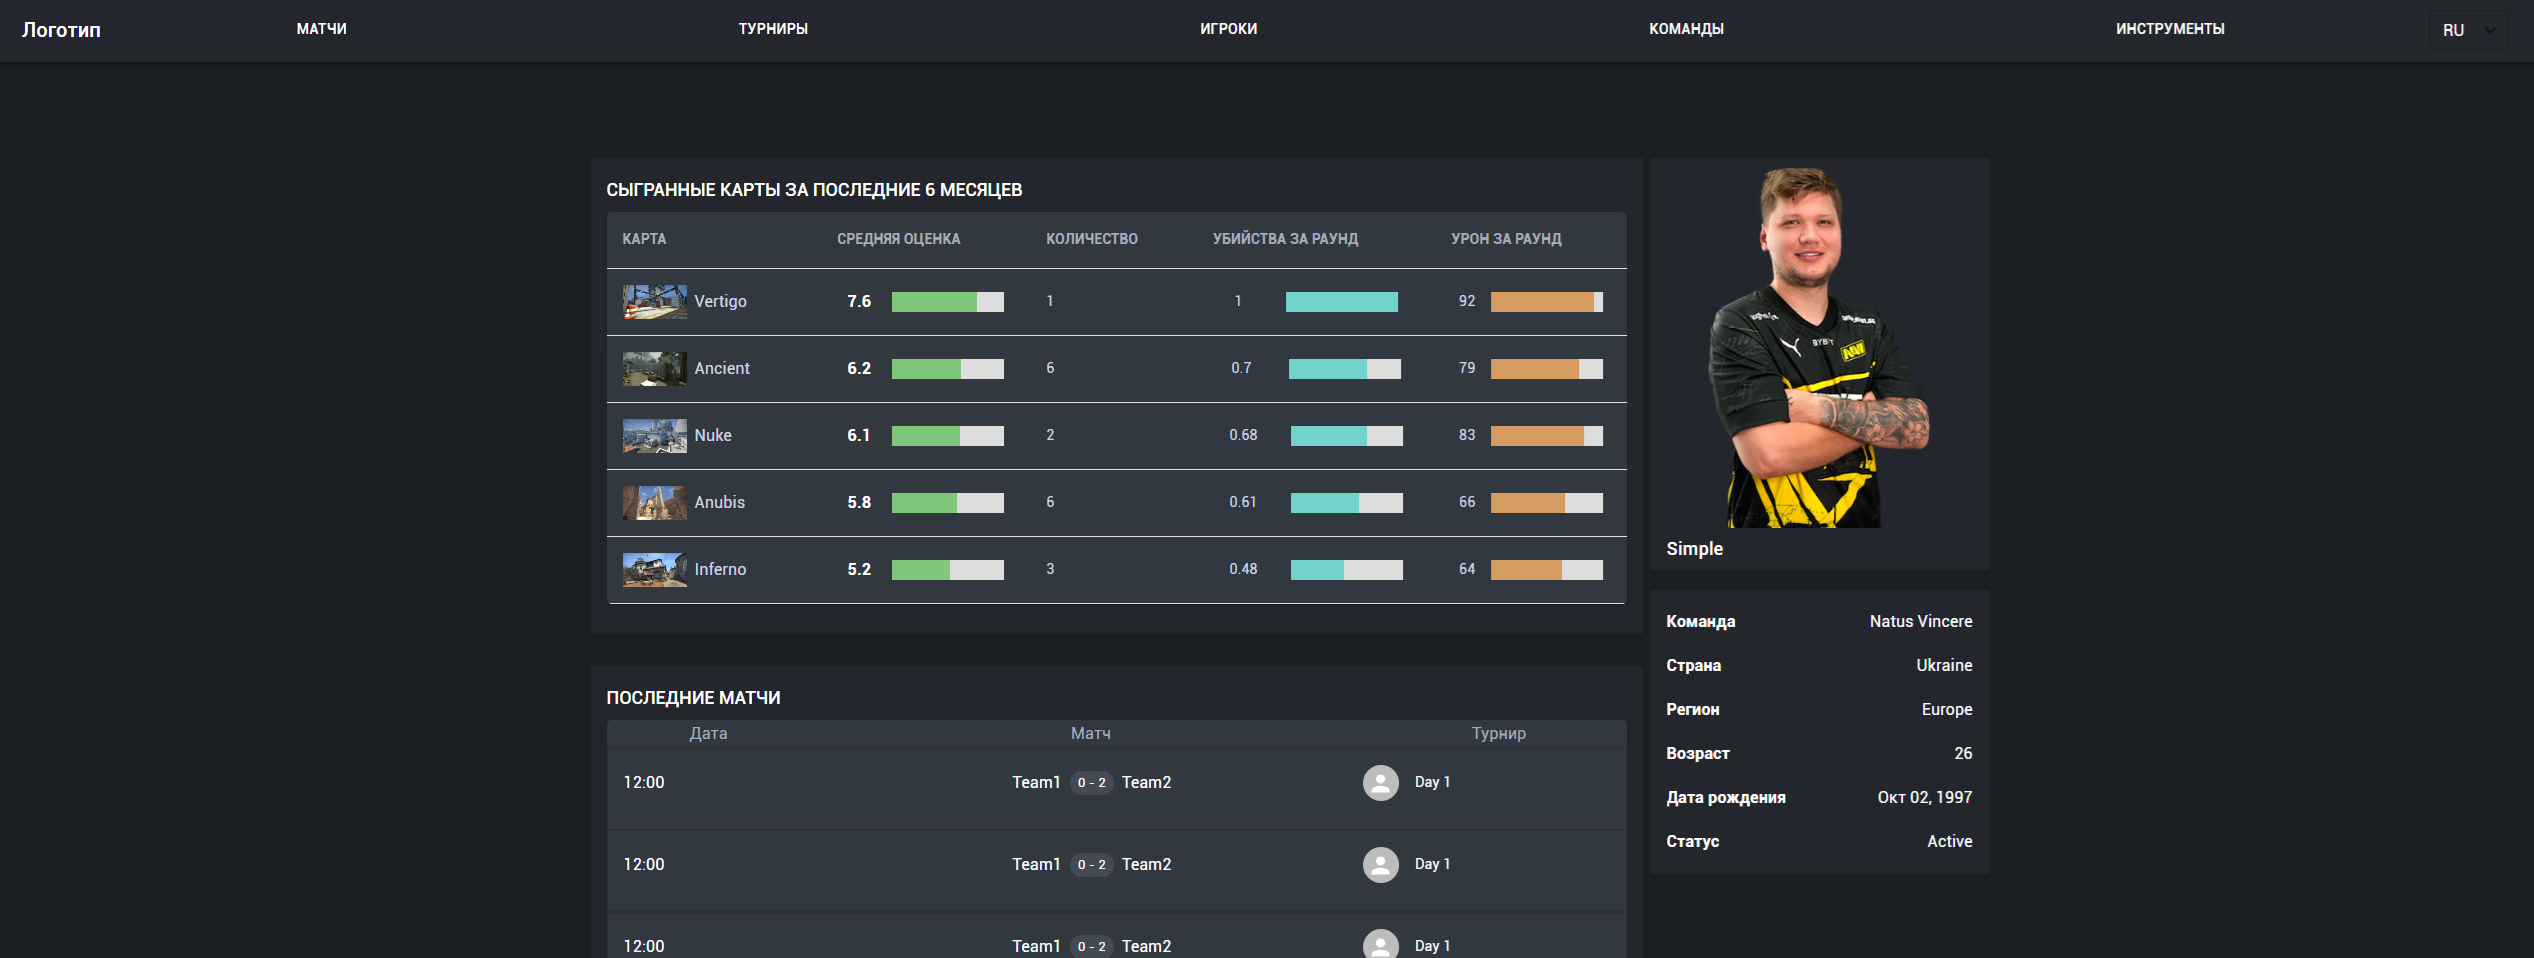 Логотип МАТЧИ ТУРНИРЫ ИГРОКИ КОМАНДЫ ИНСТРУМЕНТЫ RU
СЫГРАННЫЕ КАРТЫ ЗА ПОСЛЕДНИЕ 6 МЕСЯЦЕВ
КАРТА СРЕДНЯЯ ОЦЕНКА КОЛИЧЕСТВО УБИЙСТВА ЗА РАУНД УРОН ЗА РАУНД
Vertigo 7.6 1 1 92
Ancient 6.2 6 0.7 79
Nuke 6.1 2 0.68 83
Anubis 5.8 6 0.61 66
Inferno 5.2 3 0.48 64
ПОСЛЕДНИЕ МАТЧИ
Дата Матч Турнир
12:00 Team1 0 - 2 Team2 Day 1
12:00 Team1 0 - 2 Team2 Day 1
12:00 Team1 0 - 2 Team2 Day 1
BYBIT
Simple
Команда Natus Vincere
Страна Ukraine
Регион Europe
Возраст 26
Дата рождения Окт 02, 1997
Статус Active